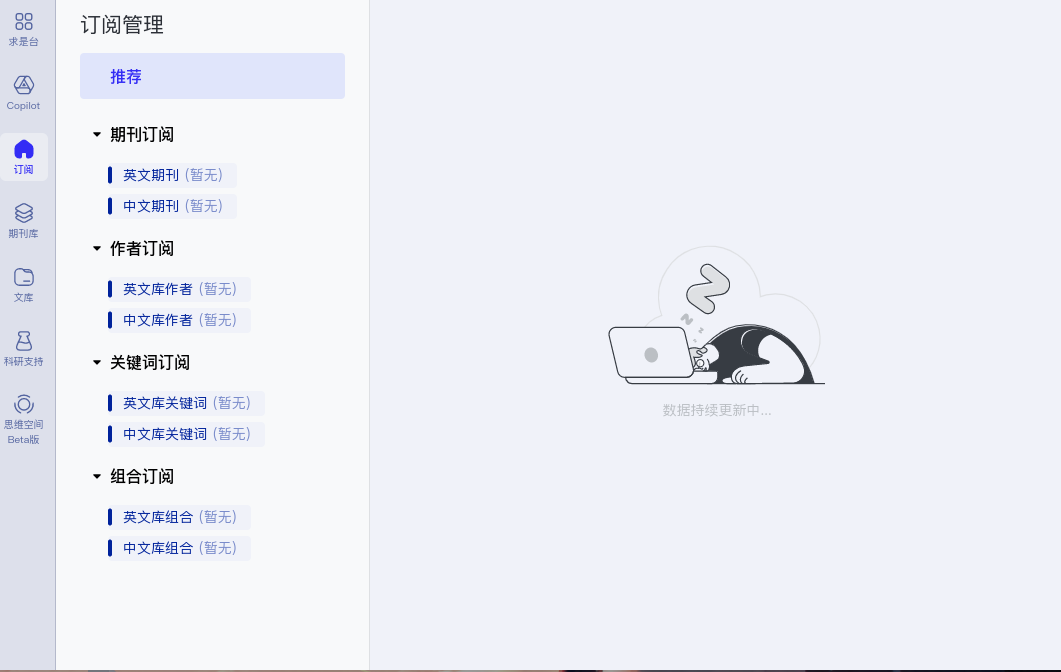 求是台
Copilot
订阅
期刊库
文库
科研支持
思维空间
Beta版
订阅管理
推荐
期刊订阅
英文期刊 (暂无)
中文期刊 (暂无)
作者订阅
英文库作者 (暂无)
中文库作者 (暂无)
关键词订阅
英文库关键词 (暂无)
中文库关键词 (暂无)
组合订阅
英文库组合 (暂无)
中文库组合 (暂无)
数据持续更新中...